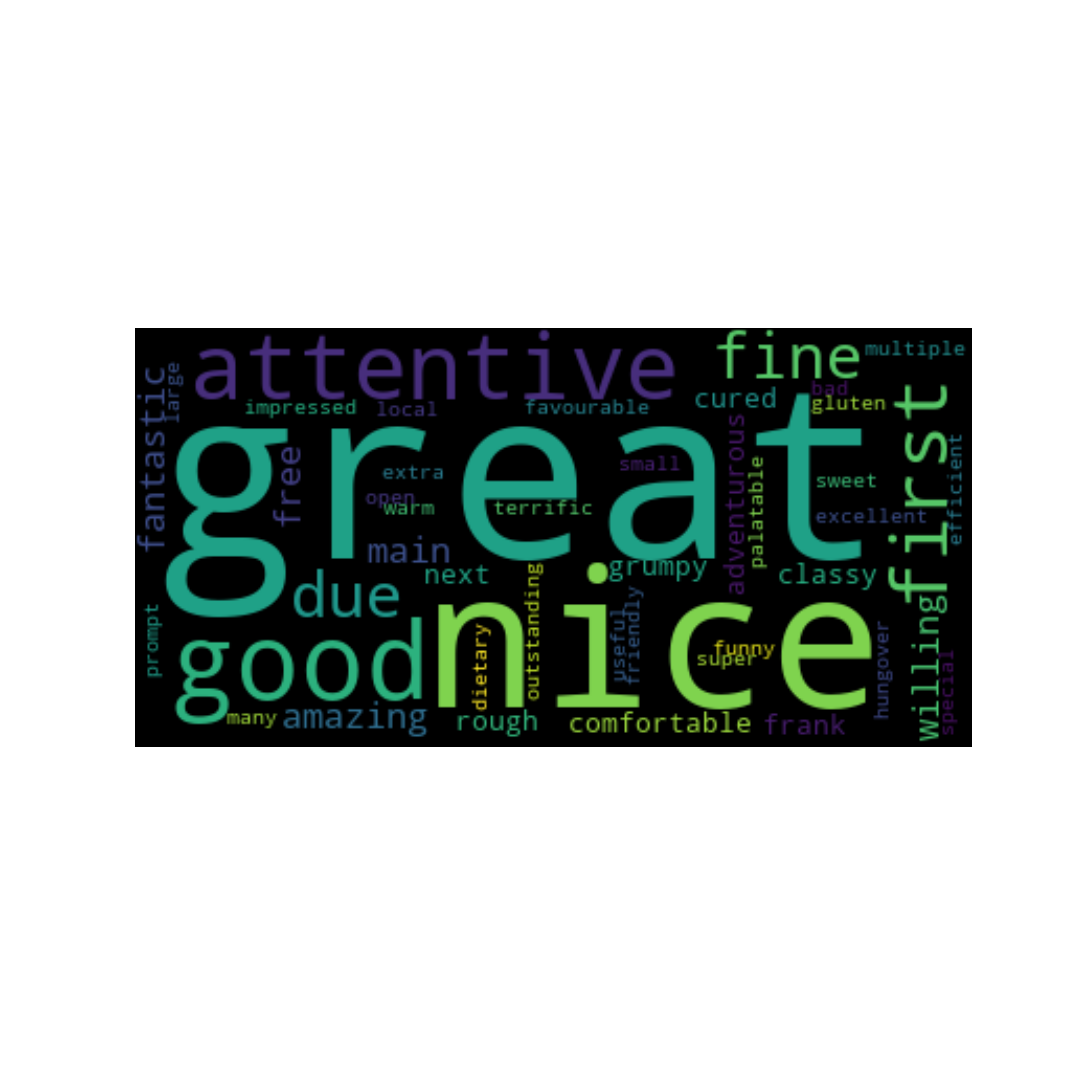 attentive
fine
multiple
fantastic
large
impressed
local
favourable
cured
bad
gluten
first
great
free
extra
open
warm
terrific
small
adventurous
palatable
sweet
excellent
efficient
main
next
grumpy
classy
due
nice
good
prompt
dietary
outstanding
useful
friendly
super
funny
hungover
willing
special
many
amazing
rough
comfortable
frank